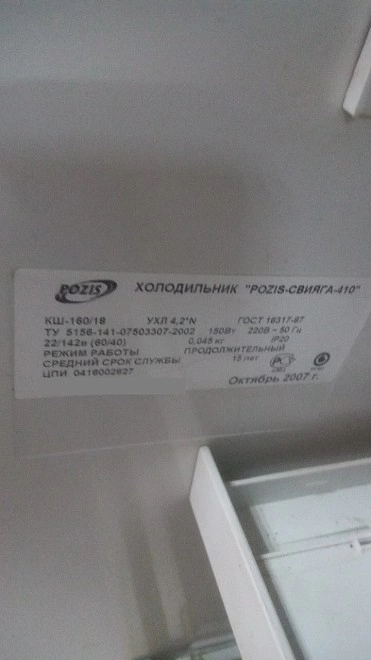 POZIS
ХОЛОДИЛЬНИК "POZIS-СВИЯГА-410"
КШ-160/18 УХЛ 4,2*N ГОСТ 16317-87
ТУ 5156-141-07503307-2002 150Вт 220В ~ 50 Гц
22/142в (60/40) 0,045 кг IP20
РЕЖИМ РАБОТЫ ПРОДОЛЖИТЕЛЬНЫЙ
СРЕДНИЙ СРОК СЛУЖБЫ 15 лет
ЦПИ 0416002627
Октябрь 2007 г.